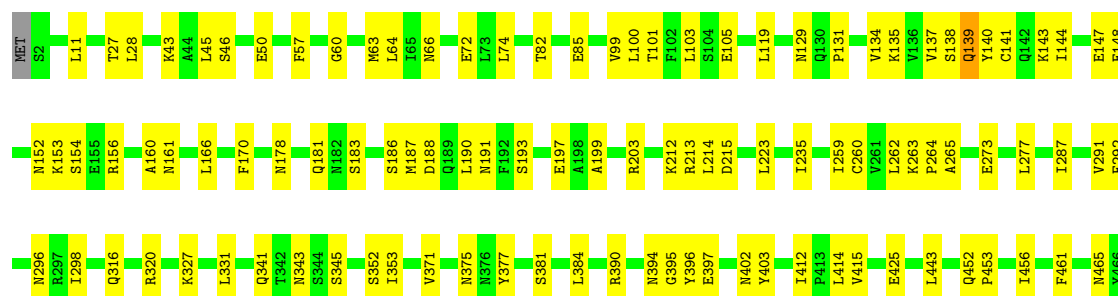 MET S2 L11 T27 L28 K43 A44 L45 S46 E50 F57 G60 M63 L64 I65 N66 E72 L73 L74 T82 E85 V99 L100 T101 F102 L103 S104 E105 L119 N129 Q130 P131 V134 K135 V136 V137 S138 Q139 Y140 C141 Q142 K143 I144 E147
N152 K153 S154 E155 R156 A160 N161 L166 F170 N178 Q181 N182 S183 S186 M187 D188 Q189 L190 N191 F192 S193 E197 A198 A199 R203 K212 R213 L214 D215 L223 I235 I259 C260 V261 L262 K263 P264 A265 E273 L277 I287 V291
N296 R297 I298 Q316 R320 K327 L331 Q341 T342 N343 S344 S345 S352 I353 V371 N375 N376 Y377 S381 L384 R390 N394 G395 Y396 E397 N402 Y403 I412 P413 L414 V415 E425 L443 Q452 P453 I456 F461 N465